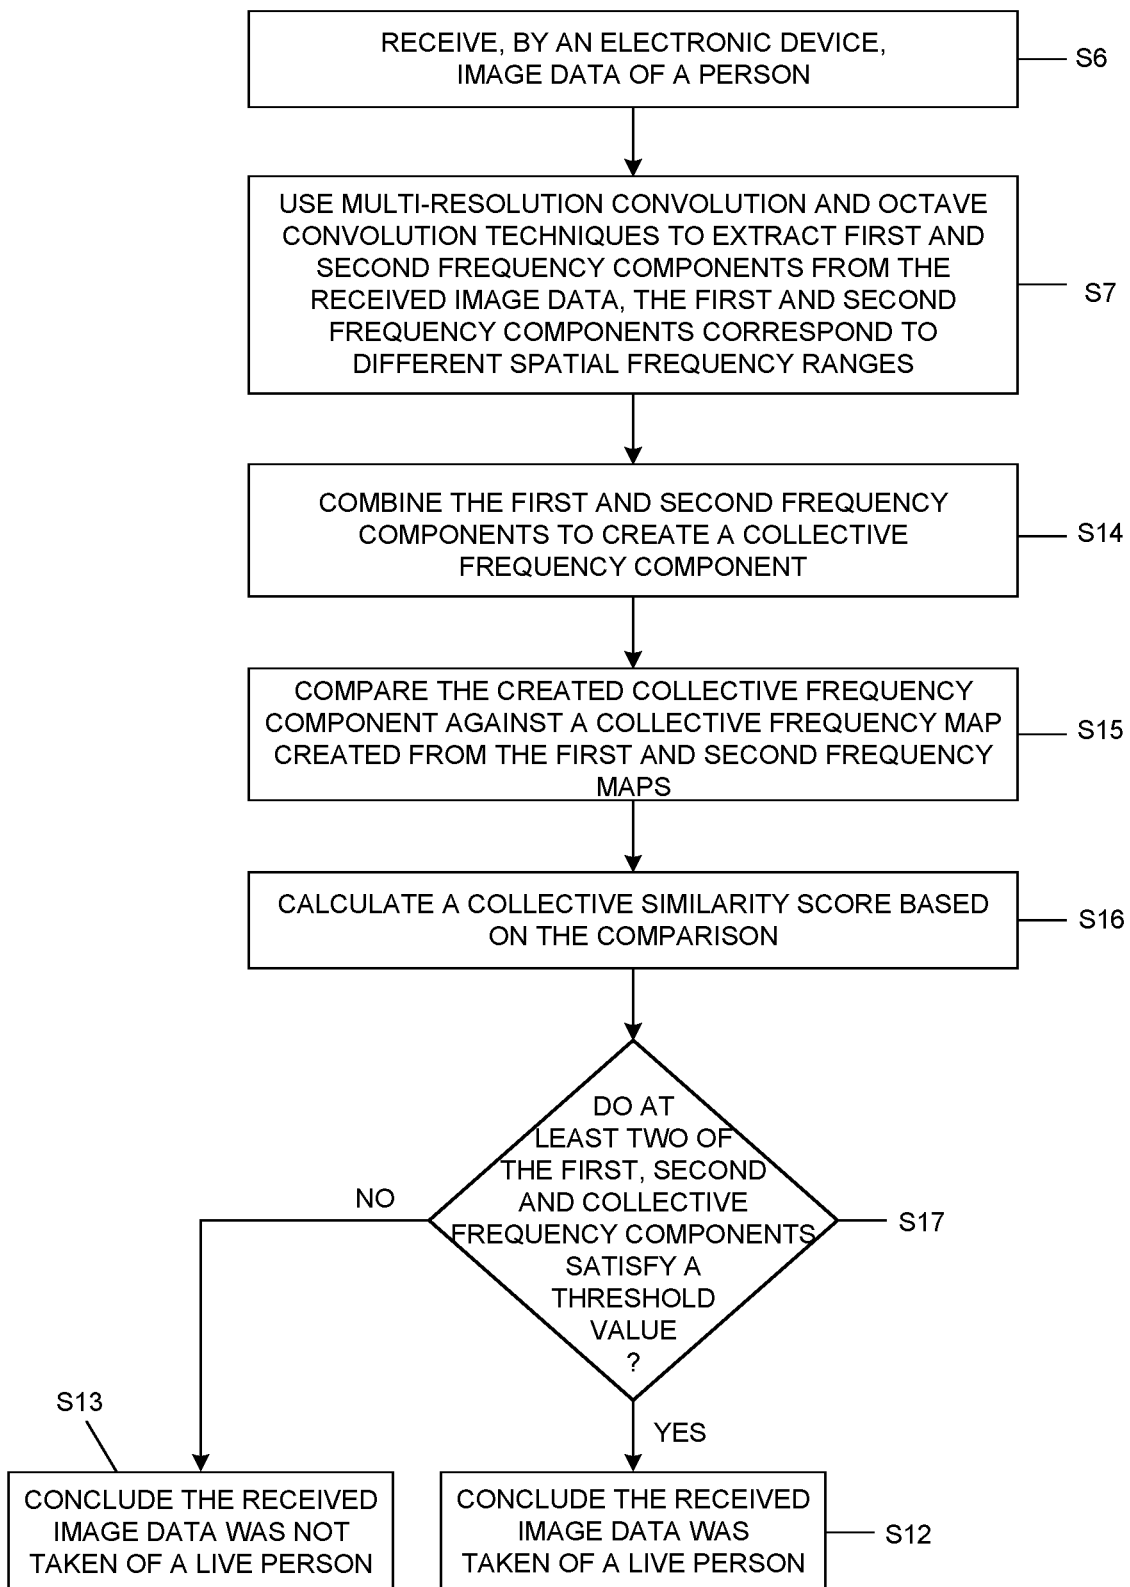 RECEIVE, BY AN ELECTRONIC DEVICE,
IMAGE DATA OF A PERSON
S6
USE MULTI-RESOLUTION CONVOLUTION AND OCTAVE
CONVOLUTION TECHNIQUES TO EXTRACT FIRST AND
SECOND FREQUENCY COMPONENTS FROM THE
RECEIVED IMAGE DATA, THE FIRST AND SECOND
FREQUENCY COMPONENTS CORRESPOND TO
DIFFERENT SPATIAL FREQUENCY RANGES
S7
COMBINE THE FIRST AND SECOND FREQUENCY
COMPONENTS TO CREATE A COLLECTIVE
FREQUENCY COMPONENT
S14
COMPARE THE CREATED COLLECTIVE FREQUENCY
COMPONENT AGAINST A COLLECTIVE FREQUENCY MAP
CREATED FROM THE FIRST AND SECOND FREQUENCY
MAPS
S15
CALCULATE A COLLECTIVE SIMILARITY SCORE BASED
ON THE COMPARISON
S16
DO AT
LEAST TWO OF
THE FIRST, SECOND
AND COLLECTIVE
FREQUENCY COMPONENTS
SATISFY A
THRESHOLD
VALUE
?
S17
NO
YES
S13
CONCLUDE THE RECEIVED
IMAGE DATA WAS NOT
TAKEN OF A LIVE PERSON
CONCLUDE THE RECEIVED
IMAGE DATA WAS
TAKEN OF A LIVE PERSON
S12